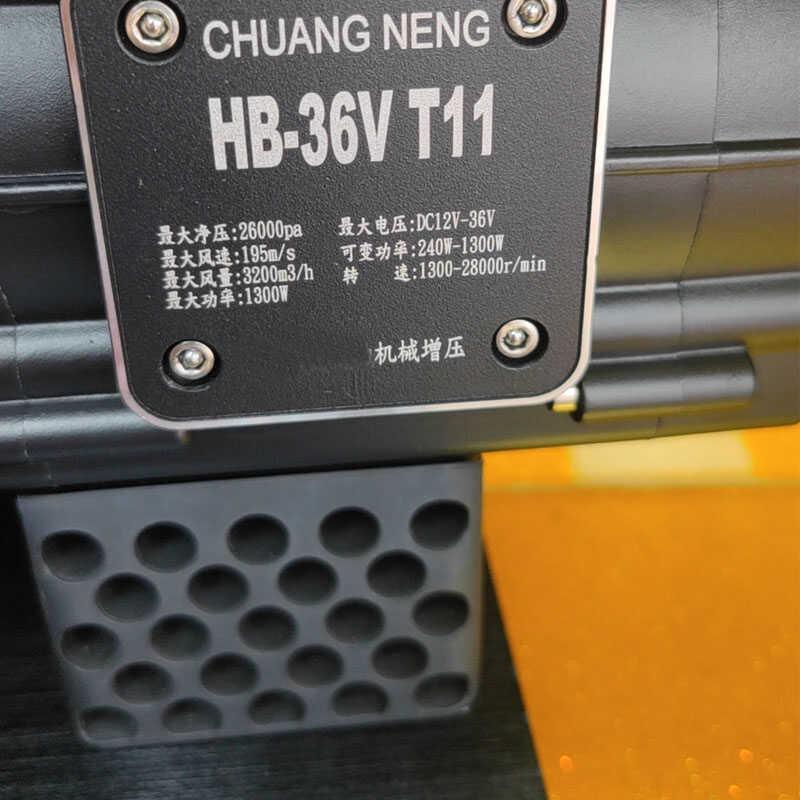 CHUANG NENG
HB-36V T11
最大净压:26000pa
最大风速:195m/s
最大风量:3200m3/h
最大功率:1300W
最大电压:DC12V-36V
可变功率:240W-1300W
转 速:1300-28000r/min
机械增压